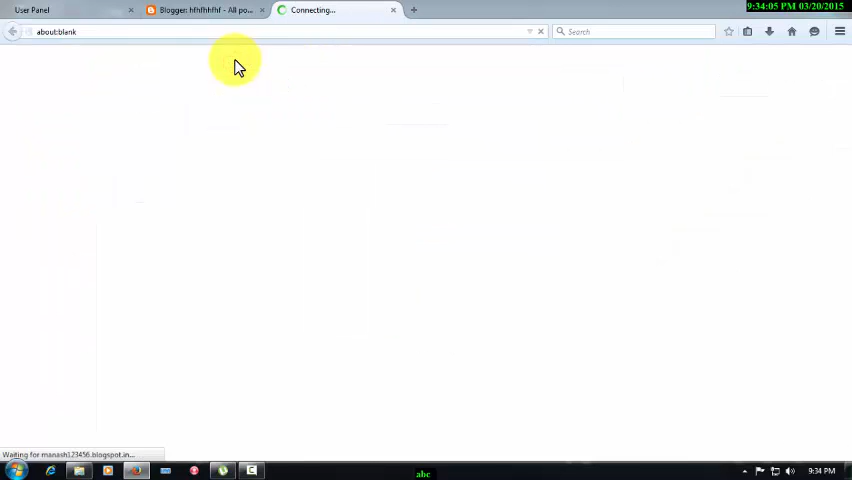 9:34:05 PM 03/20/2015
User Panel
Blogger: hfhfhhfhf - All po...
Connecting...
about:blank
Search
Waiting for manash123456.blogspot.in...
abc
9:34 PM